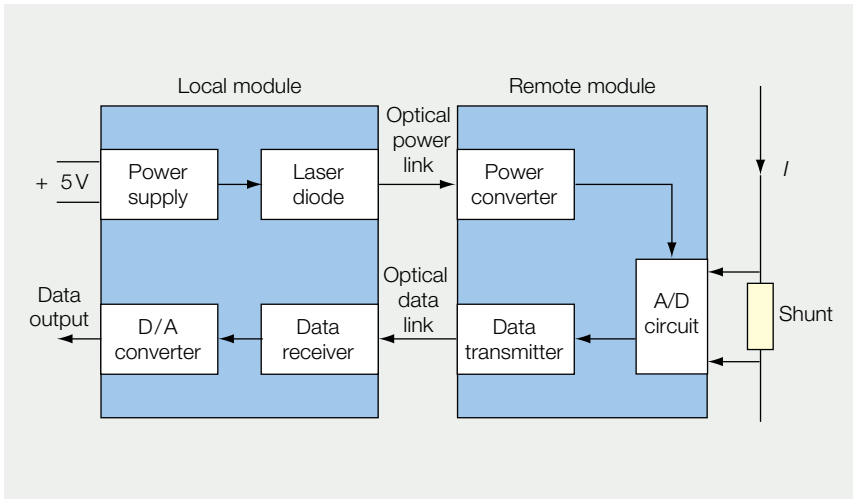 Local module
Remote module
Optical
power
link
+ 5 V
Power
supply
Laser
diode
Power
converter
I
Data
output
D/A
converter
Data
receiver
Optical
data
link
Data
transmitter
A/D
circuit
Shunt